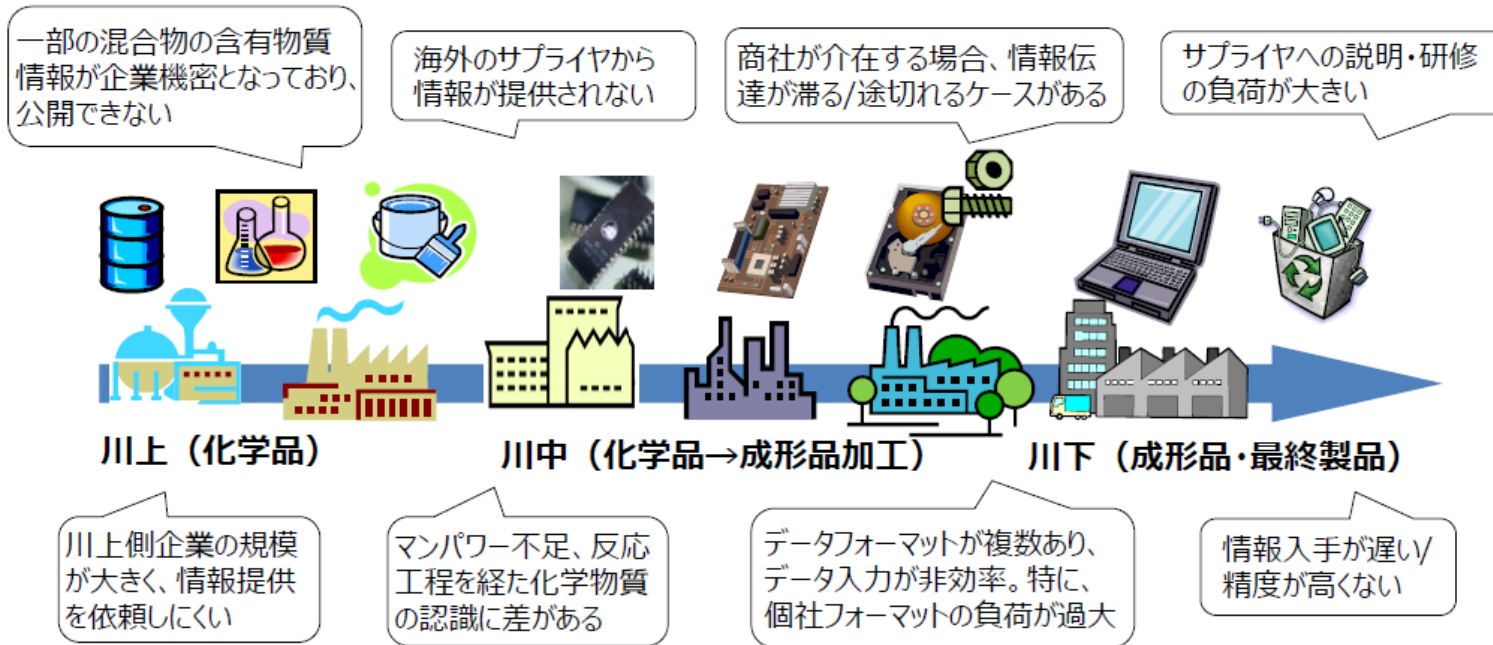 一部の混合物の含有物質
情報が企業機密となっており、
公開できない
海外のサプライヤから
情報が提供されない
商社が介在する場合、情報伝
達が滞る/途切れるケースがある
サプライヤへの説明・研修
の負荷が大きい
川上（化学品）
川中（化学品→成形品加工）
川下（成形品・最終製品）
川上側企業の規模
が大きく、情報提供
を依頼しにくい
マンパワー不足、反応
工程を経た化学物質
の認識に差がある
データフォーマットが複数あり、
データ入力が非効率。特に、
個社フォーマットの負荷が過大
情報入手が遅い/
精度が高くない